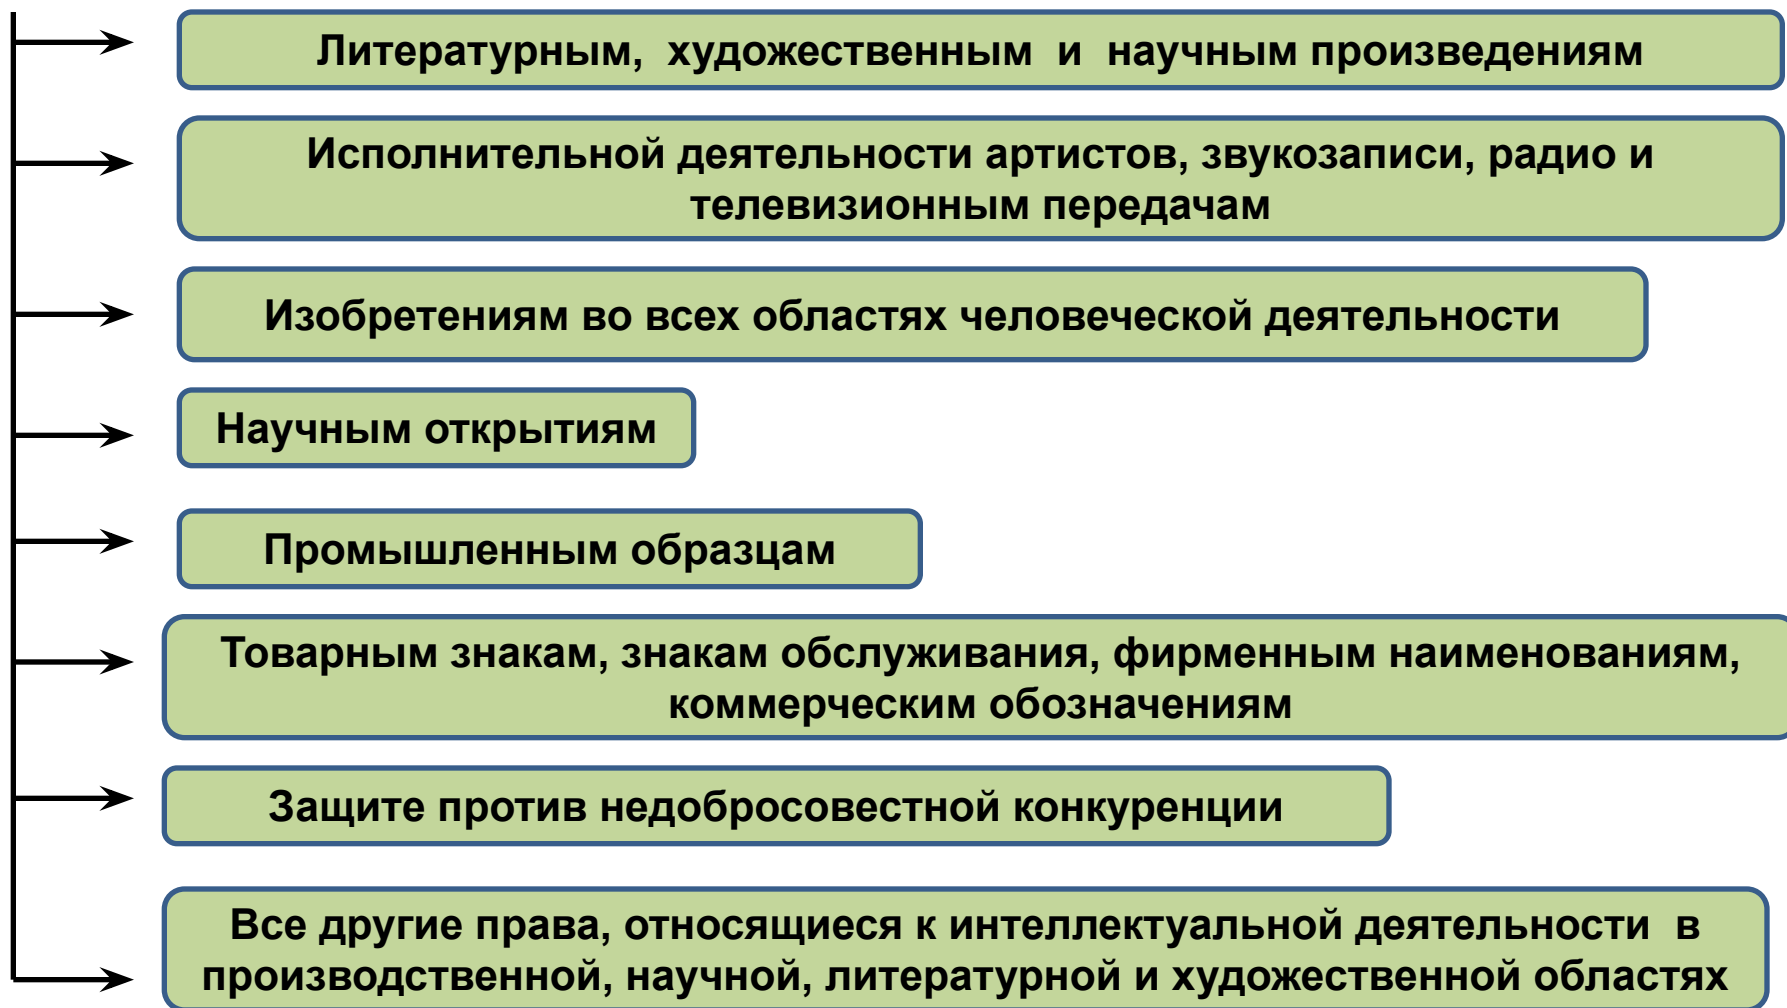 Литературным, художественным и научным произведениям
Исполнительной деятельности артистов, звукозаписи, радио и
телевизионным передачам
Изобретениям во всех областях человеческой деятельности
Научным открытиям
Промышленным образцам
Товарным знакам, знакам обслуживания, фирменным наименованиям,
коммерческим обозначениям
Защите против недобросовестной конкуренции
Все другие права, относящиеся к интеллектуальной деятельности в
производственной, научной, литературной и художественной областях